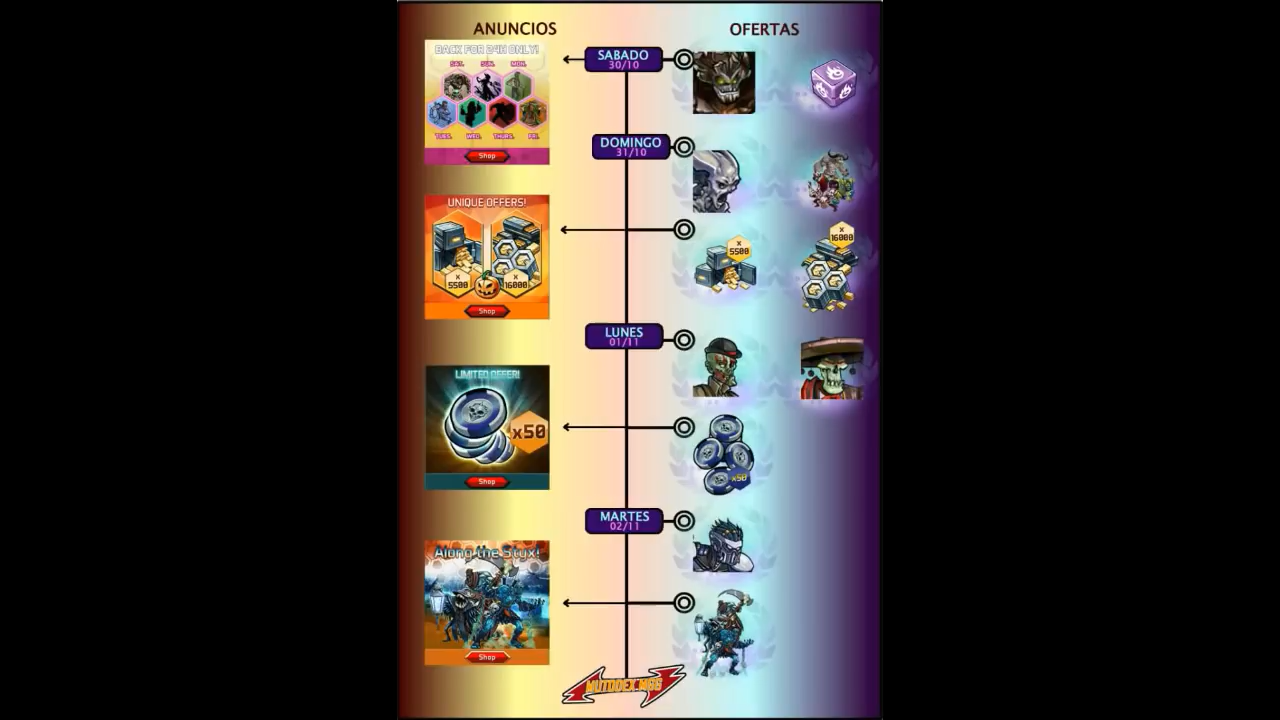 ANUNCIOS
OFERTAS
BACK FOR 24H ONLY!
SAT. SUN. MON.
TUES. WED. THURS. FRI.
Shop
SABADO
30/10
DOMINGO
31/10
UNIQUE OFFERS!
X
5500
X
16000
Shop
X
5500
X
16000
LUNES
01/11
LIMITED OFFER!
x50
Shop
x50
MARTES
02/11
Along the Styx!
Shop
MUTODEX MGG